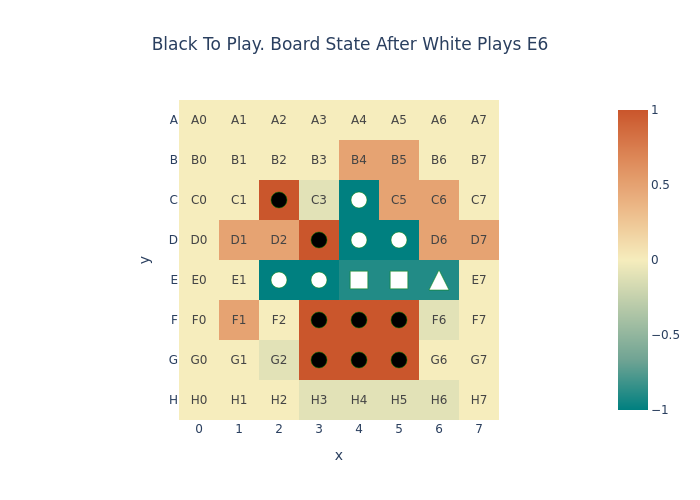 Black To Play. Board State After White Plays E6
A A0 A1 A2 A3 A4 A5 A6 A7
B B0 B1 B2 B3 B4 B5 B6 B7
C C0 C1 C3 C5 C6 C7
D D0 D1 D2 D6 D7
E E0 E1 E7
F F0 F1 F2 F6 F7
G G0 G1 G2 G6 G7
H H0 H1 H2 H3 H4 H5 H6 H7
0 1 2 3 4 5 6 7
x
y
1
0.5
0
−0.5
−1